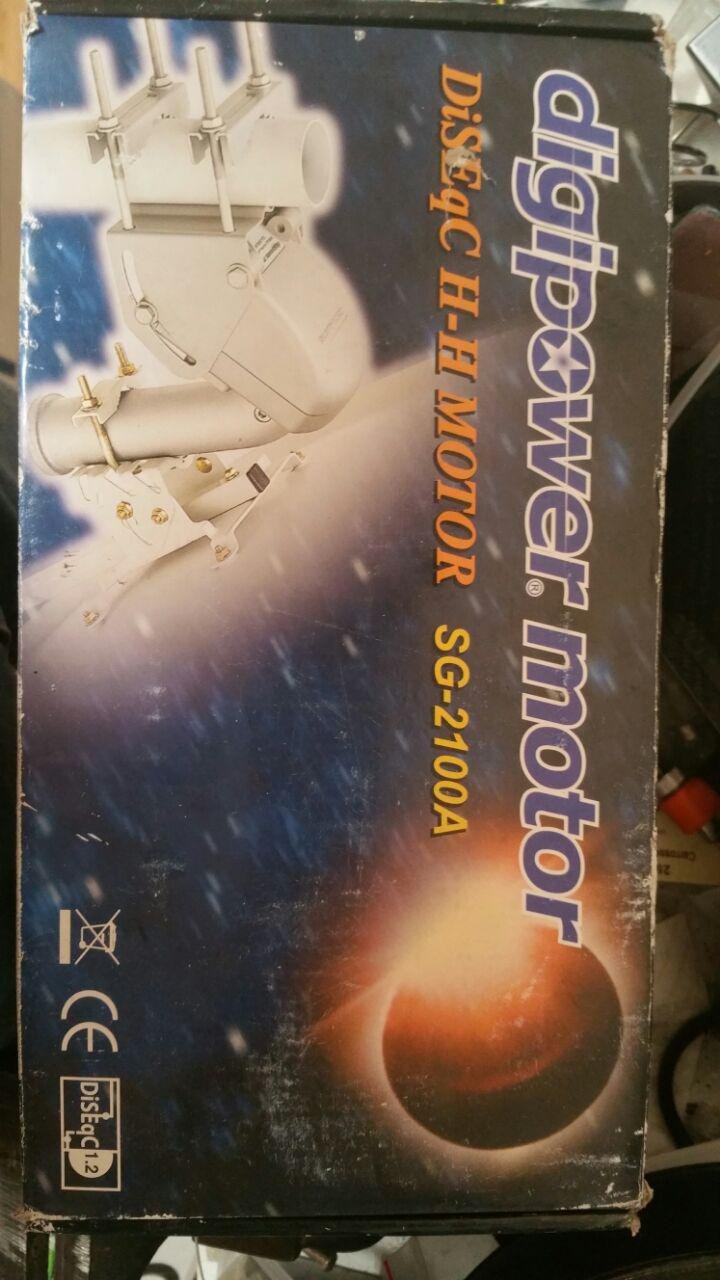 digipower® motor
DiSEqC H-H MOTOR SG-2100A
CE
DiSEqC 1.2